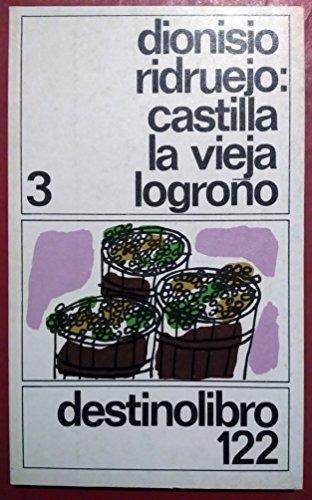 dionisio
ridruejo:
castilla
la vieja
logroño
3
destinolibro
122